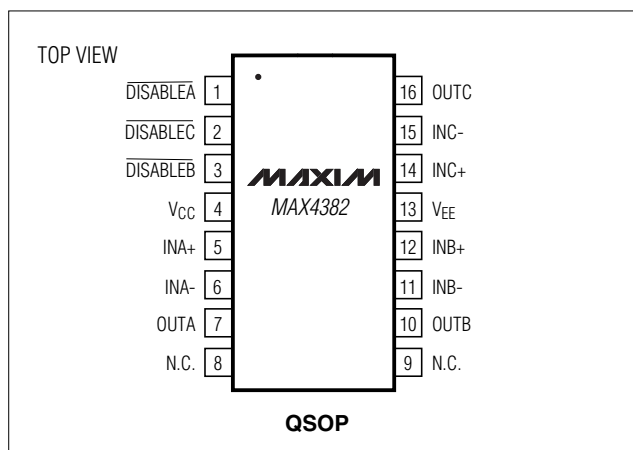 TOP VIEW
DISABLEA 1
DISABLEC 2
DISABLEB 3
VCC 4
INA+ 5
INA- 6
OUTA 7
N.C. 8
MAXIM
MAX4382
16 OUTC
15 INC-
14 INC+
13 VEE
12 INB+
11 INB-
10 OUTB
9 N.C.
QSOP